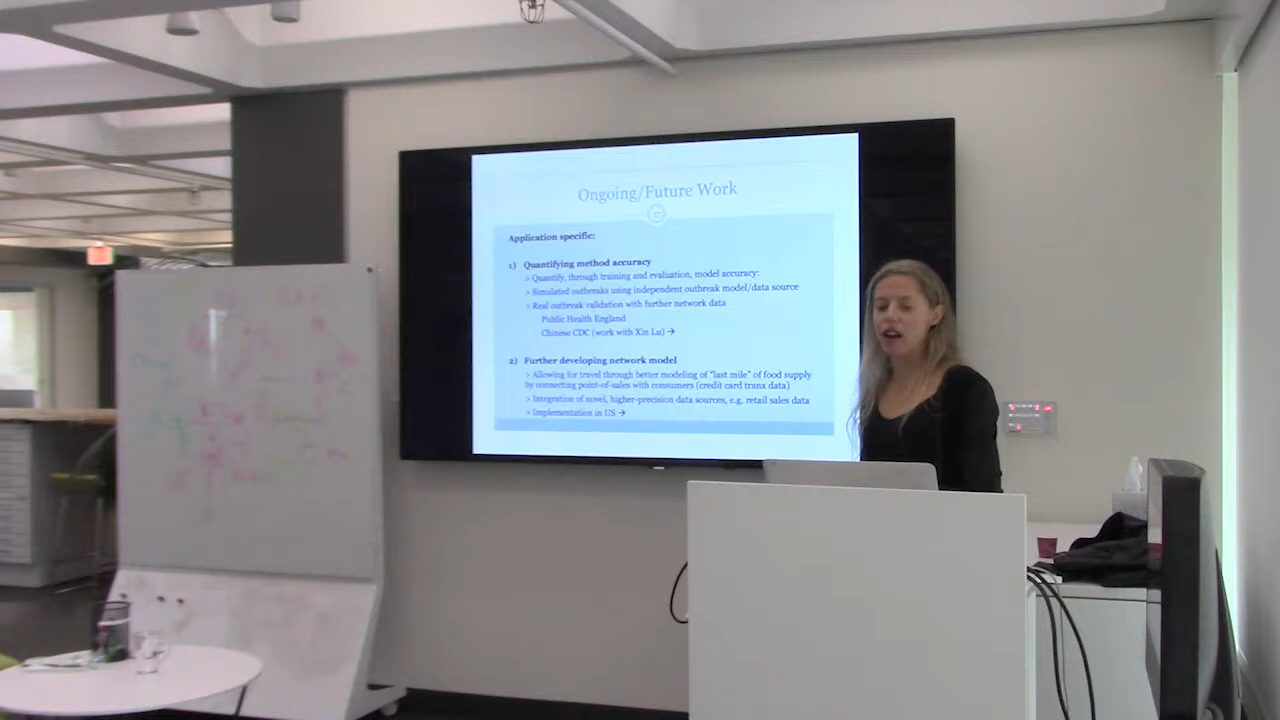 Ongoing/Future Work
Application specific:
1) Quantifying method accuracy
> Quantify, through training and evaluation, model accuracy:
> Simulated outbreaks using independent outbreak model/data source
> Real outbreak validation with further network data
Public Health England
Chinese CDC (work with Xin Lu) →
2) Further developing network model
> Allowing for travel through better modeling of “last mile” of food supply
by connecting point-of-sales with consumers (credit card tranx data)
> Integration of novel, higher-precision data sources, e.g. retail sales data
> Implementation in US →